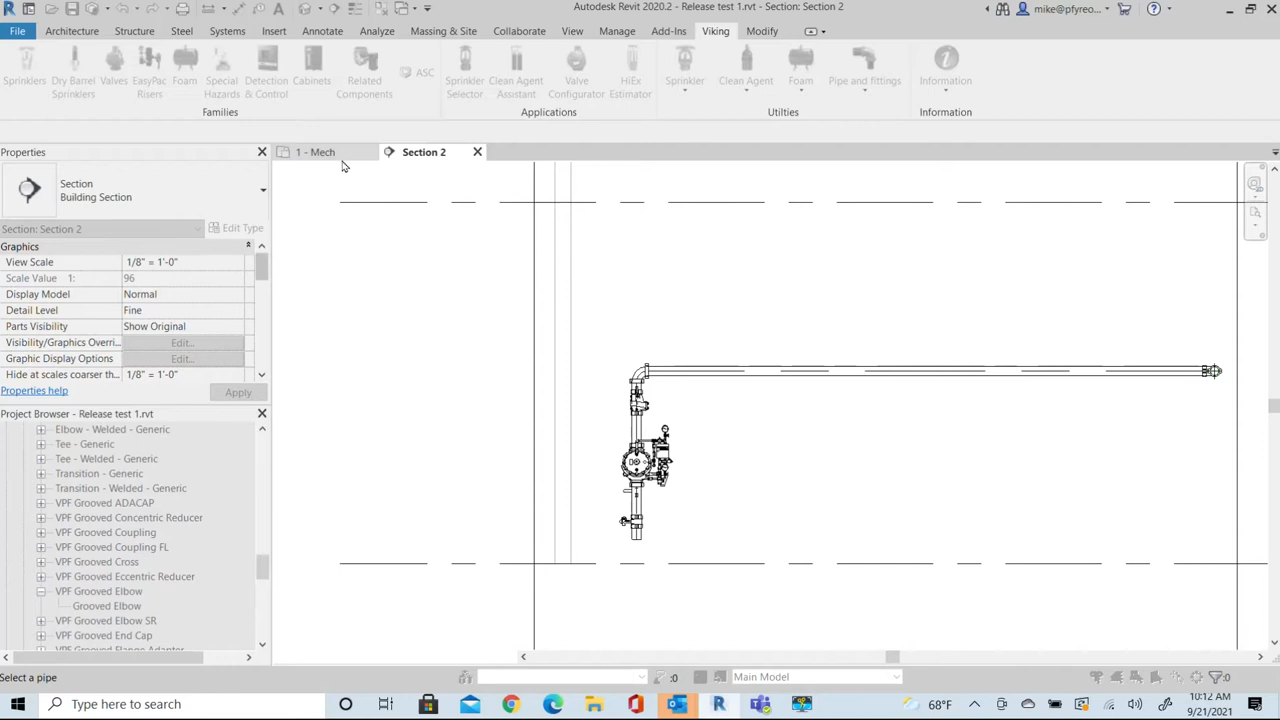 Autodesk Revit 2020.2 - Release test 1.rvt - Section: Section 2
mike@pfyreo...
File Architecture Structure Steel Systems Insert Annotate Analyze Massing & Site Collaborate View Manage Add-Ins Viking Modify
Sprinklers Dry Barrel Sprinklers Valves EasyPac Risers Foam Special Hazards Detection & Control Cabinets Related Components ASC
Sprinkler Selector Clean Agent Assistant Valve Configurator HiEx Estimator
Sprinkler Clean Agent Foam Pipe and fittings Information
Families Applications Utilties Information
Properties
1 - Mech Section 2
Section
Building Section
Section: Section 2 Edit Type
Graphics
View Scale 1/8" = 1'-0"
Scale Value 1: 96
Display Model Normal
Detail Level Fine
Parts Visibility Show Original
Visibility/Graphics Overri... Edit...
Graphic Display Options Edit...
Hide at scales coarser th... 1/8" = 1'-0"
Properties help Apply
Project Browser - Release test 1.rvt
Elbow - Welded - Generic
Tee - Generic
Tee - Welded - Generic
Transition - Generic
Transition - Welded - Generic
VPF Grooved ADACAP
VPF Grooved Concentric Reducer
VPF Grooved Coupling
VPF Grooved Coupling FL
VPF Grooved Cross
VPF Grooved Eccentric Reducer
VPF Grooved Elbow
Grooved Elbow
VPF Grooved Elbow SR
VPF Grooved End Cap
VPF Grooved Flange Adapter
Select a pipe :0 Main Model :0
Type here to search 68°F 10:12 AM
9/21/2021